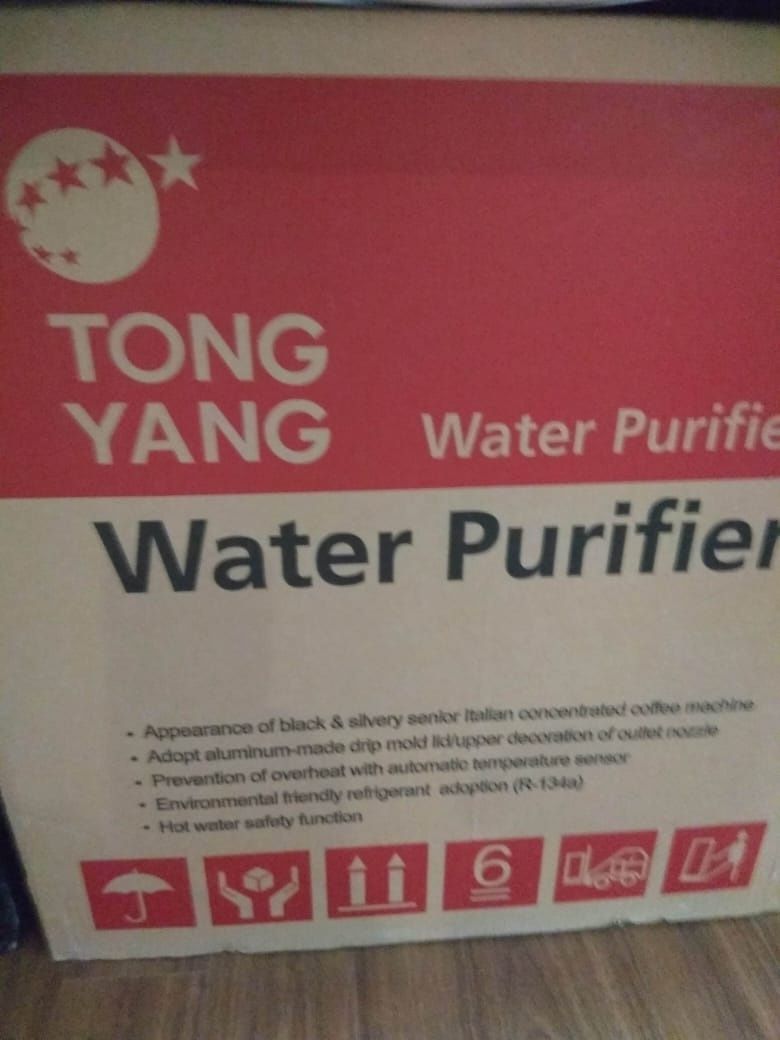 TONG
YANG
Water Purifie
Water Purifier
• Appearance of black & silvery senior Italian concentrated coffee machine
• Adopt aluminum-made drip mold lid/upper decoration of outlet nozzle
• Prevention of overheat with automatic temperature sensor
• Environmental friendly refrigerant adoption (R-134a)
• Hot water safety function
6